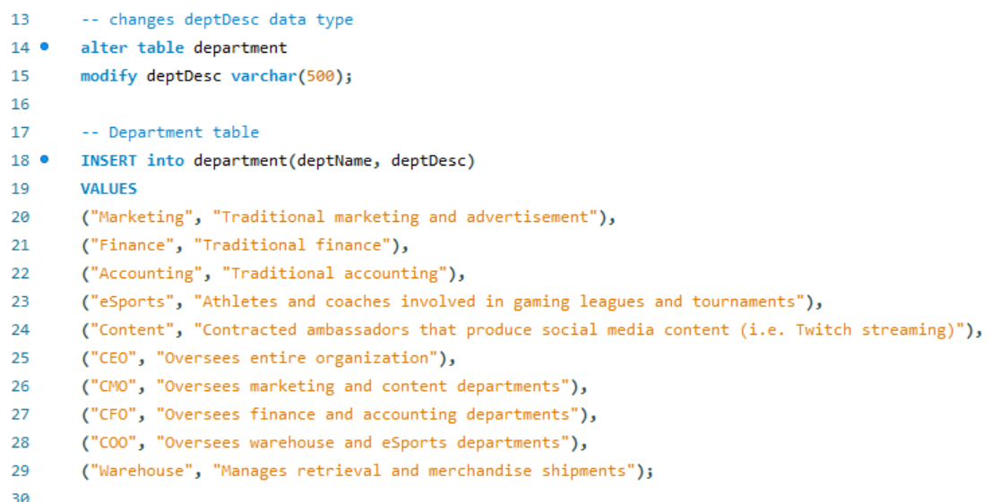 13 -- changes deptDesc data type
14 alter table department
15 modify deptDesc varchar(500);
16
17 -- Department table
18 INSERT into department(deptName, deptDesc)
19 VALUES
20 ("Marketing", "Traditional marketing and advertisement"),
21 ("Finance", "Traditional finance"),
22 ("Accounting", "Traditional accounting"),
23 ("eSports", "Athletes and coaches involved in gaming leagues and tournaments"),
24 ("Content", "Contracted ambassadors that produce social media content (i.e. Twitch streaming)"),
25 ("CEO", "Oversees entire organization"),
26 ("CMO", "Oversees marketing and content departments"),
27 ("CFO", "Oversees finance and accounting departments"),
28 ("COO", "Oversees warehouse and eSports departments"),
29 ("Warehouse", "Manages retrieval and merchandise shipments");
30